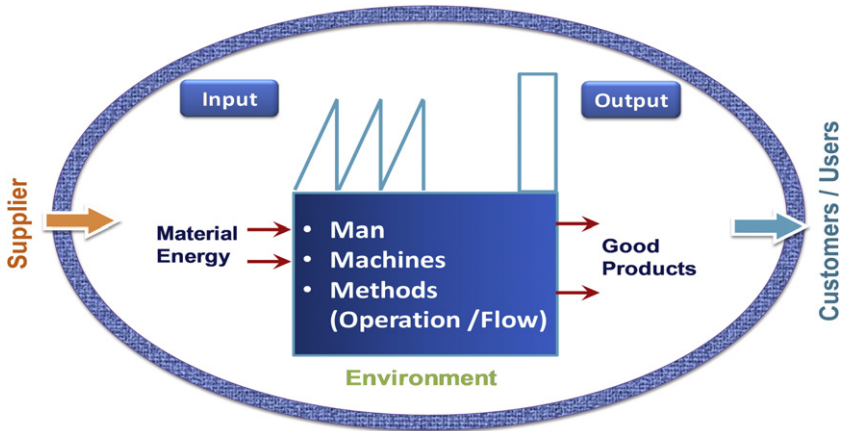 Input
Output
Supplier
Material
Energy
• Man
• Machines
• Methods
(Operation /Flow)
Good
Products
Customers / Users
Environment